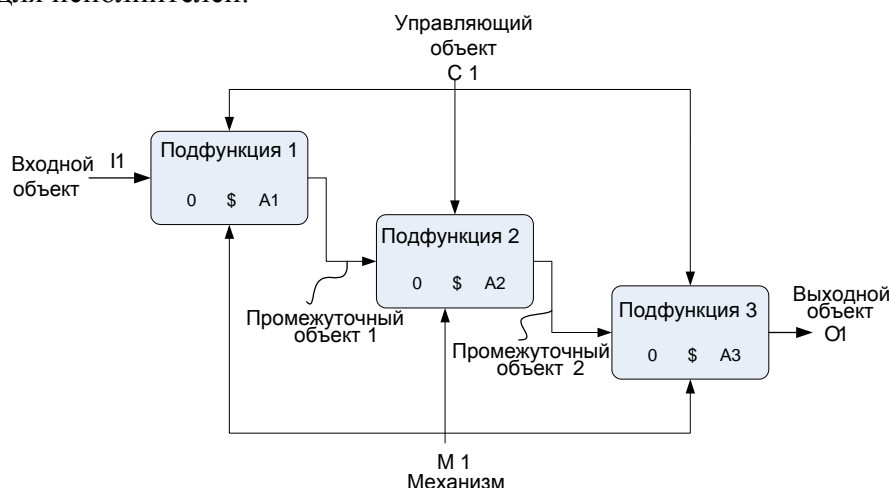 для исполнителей.
Управляющий
объект
C 1
Подфункция 1
0 $ A1
Входной
объект
I1
Подфункция 2
0 $ A2
Промежуточный
объект 1
Подфункция 3
0 $ A3
Промежуточный
объект 2
Выходной
объект
O1
M 1
Механизм